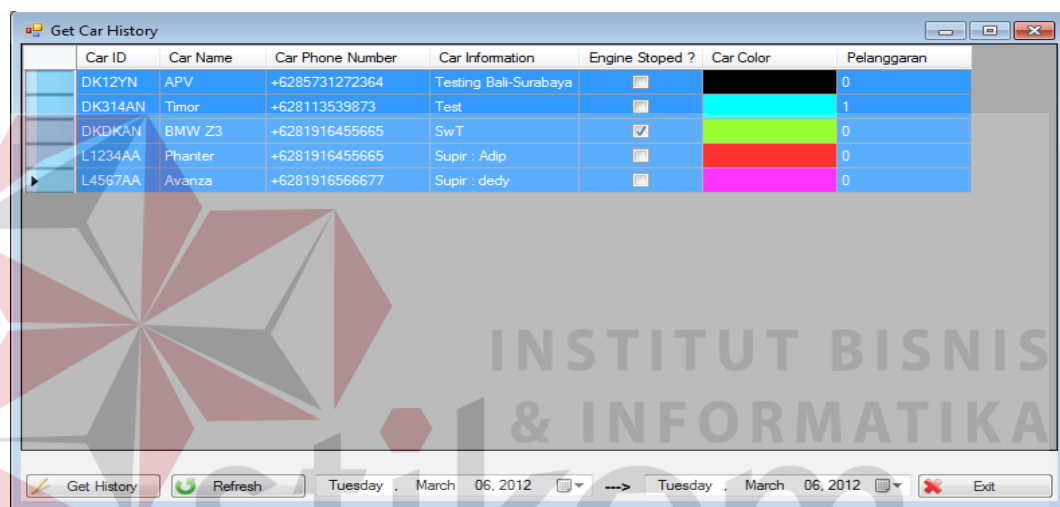 Get Car History
Car ID Car Name Car Phone Number Car Information Engine Stoped ? Car Color Pelanggaran
DK12YN APV +6285731272364 Testing Bali-Surabaya 0
DK314AN Timor +628113539873 Test 1
DKDKAN BMW Z3 +6281916455665 SwT 0
L1234AA Phanter +6281916455665 Supir : Adip 0
L4567AA Avanza +6281916566677 Supir : dedy 0
INSTITUT BISNIS
& INFORMATIKA
stikom
Get History Refresh Tuesday , March 06, 2012 ---> Tuesday , March 06, 2012 Exit